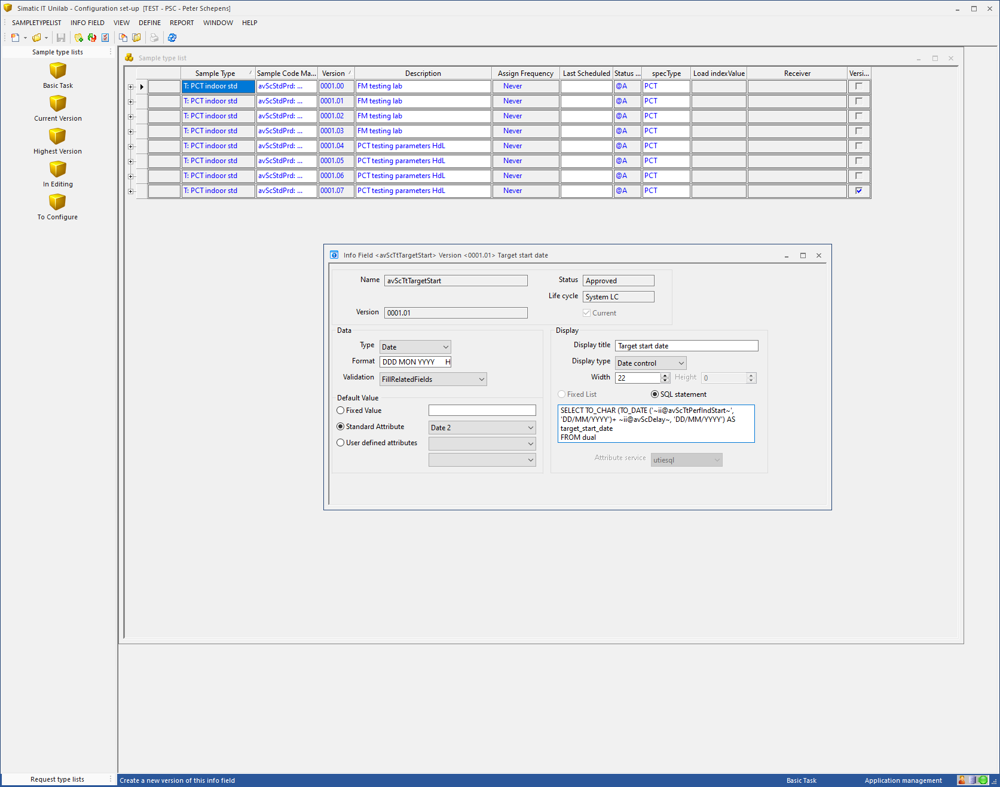 Simatic IT Unilab - Configuration set-up  [TEST - PSC - Peter Schepens]
SAMPLETYPELIST INFO FIELD VIEW DEFINE REPORT WINDOW HELP
Sample type lists
Basic Task
Current Version
Highest Version
In Editing
To Configure
Request type lists
Sample type list
Sample Type Sample Code Ma... Version Description Assign Frequency Last Scheduled Status ... specType Load indexValue Receiver Versi...
T: PCT indoor std avScStdPrd: ... 0001.00 FM testing lab Never @A PCT
T: PCT indoor std avScStdPrd: ... 0001.01 FM testing lab Never @A PCT
T: PCT indoor std avScStdPrd: ... 0001.02 FM testing lab Never @A PCT
T: PCT indoor std avScStdPrd: ... 0001.03 FM testing lab Never @A PCT
T: PCT indoor std avScStdPrd: ... 0001.04 PCT testing parameters HdL Never @A PCT
T: PCT indoor std avScStdPrd: ... 0001.05 PCT testing parameters HdL Never @A PCT
T: PCT indoor std avScStdPrd: ... 0001.06 PCT testing parameters HdL Never @A PCT
T: PCT indoor std avScStdPrd: ... 0001.07 PCT testing parameters HdL Never @A PCT
Info Field <avScTtTargetStart> Version <0001.01> Target start date
Name avScTtTargetStart Status Approved
Life cycle System LC
Version 0001.01 Current
Data
Type Date
Format DDD MON YYYY H
Validation FillRelatedFields
Default Value
Fixed Value
Standard Attribute Date 2
User defined attributes
Display
Display title Target start date
Display type Date control
Width 22 Height 0
Fixed List SQL statement
SELECT TO_CHAR (TO_DATE ('~ii@avScTtPerfIndStart~',
'DD/MM/YYYY')+ ~ii@avScDelay~, 'DD/MM/YYYY') AS
target_start_date
FROM dual
Attribute service utiesql
Create a new version of this info field Basic Task Application management